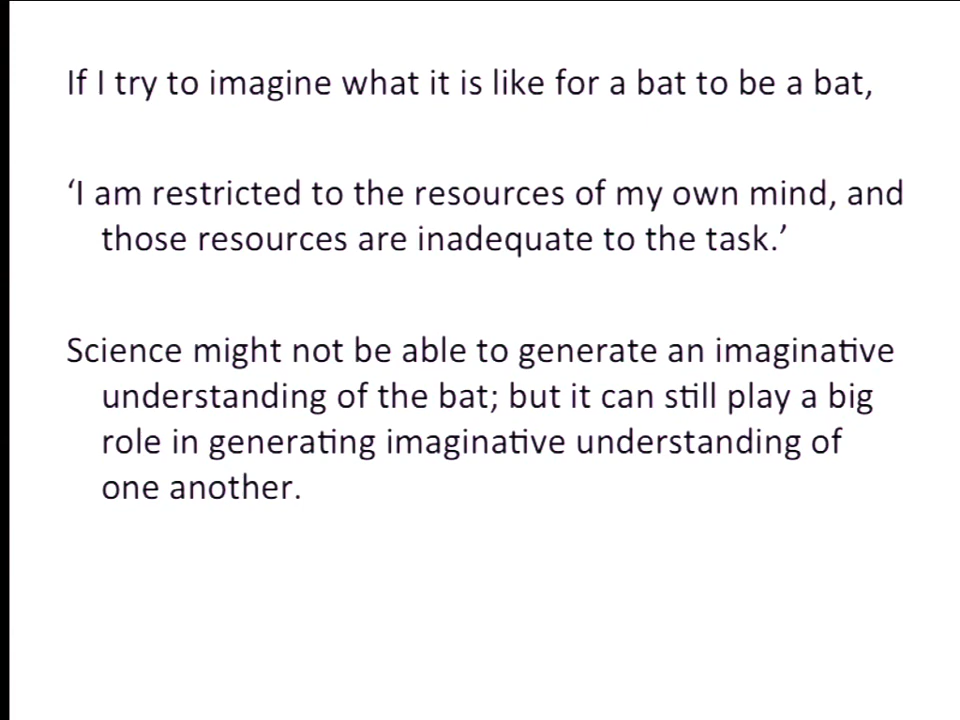 If I try to imagine what it is like for a bat to be a bat,
‘I am restricted to the resources of my own mind, and
those resources are inadequate to the task.’
Science might not be able to generate an imaginative
understanding of the bat; but it can still play a big
role in generating imaginative understanding of
one another.